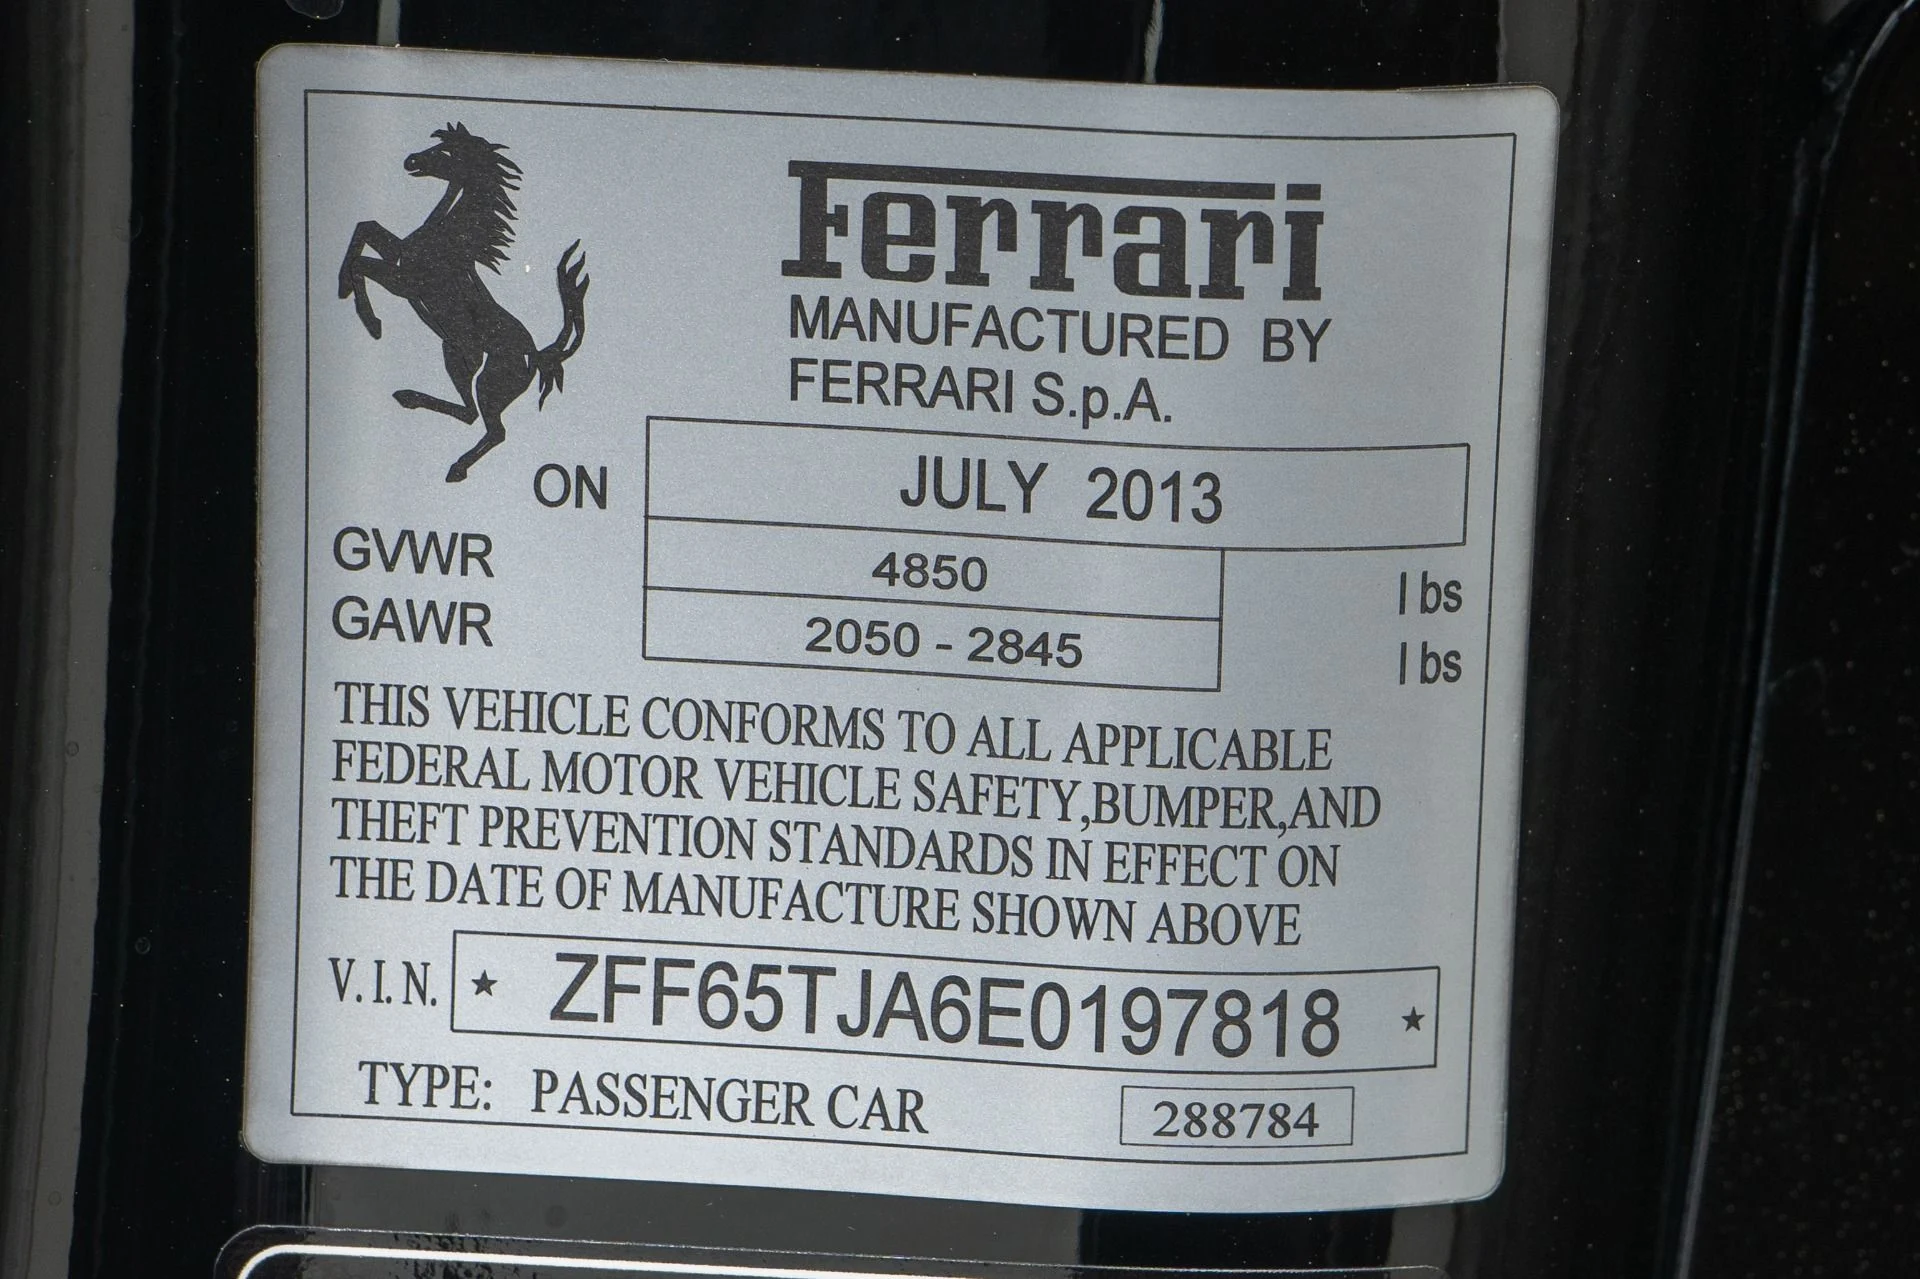 Ferrari
MANUFACTURED BY
FERRARI S.p.A.
ON JULY 2013
GVWR 4850 lbs
GAWR 2050 - 2845 lbs
THIS VEHICLE CONFORMS TO ALL APPLICABLE
FEDERAL MOTOR VEHICLE SAFETY,BUMPER,AND
THEFT PREVENTION STANDARDS IN EFFECT ON
THE DATE OF MANUFACTURE SHOWN ABOVE
V.I.N. ★ ZFF65TJA6E0197818 ★
TYPE: PASSENGER CAR 288784